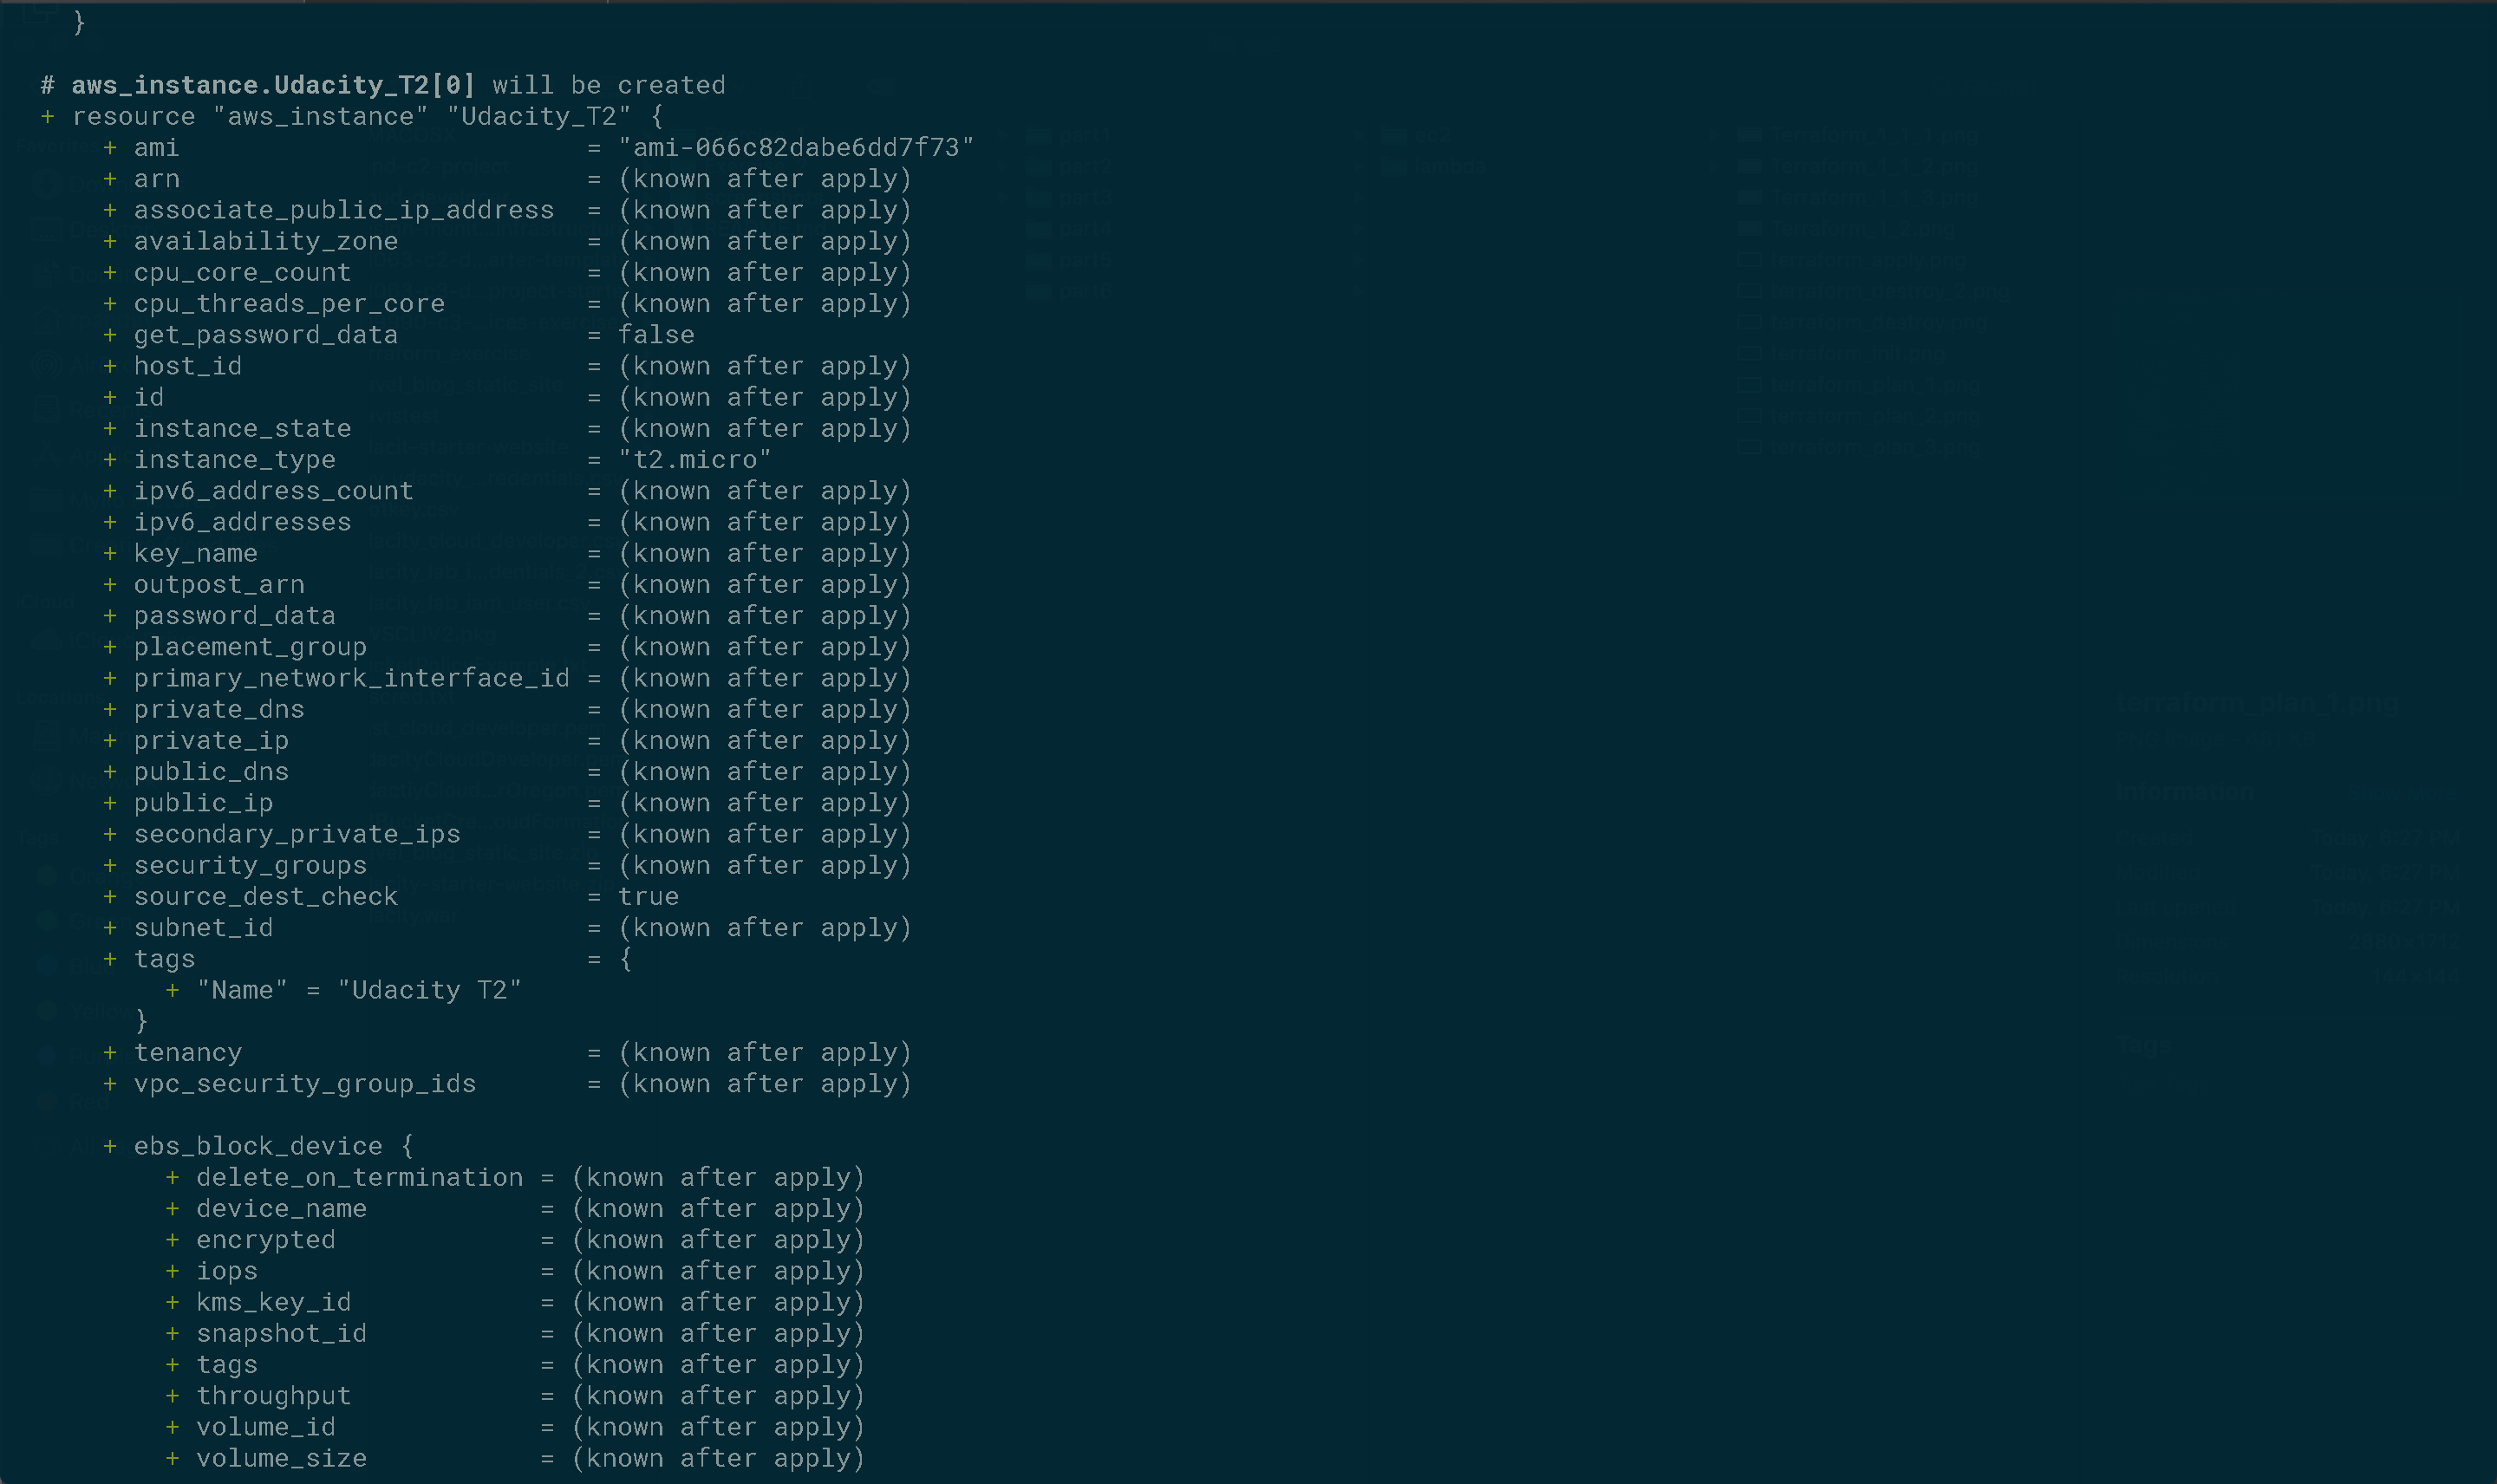 }
# aws_instance.Udacity_T2[0] will be created
+ resource "aws_instance" "Udacity_T2" {
+ ami = "ami-066c82dabe6dd7f73"
+ arn = (known after apply)
+ associate_public_ip_address = (known after apply)
+ availability_zone = (known after apply)
+ cpu_core_count = (known after apply)
+ cpu_threads_per_core = (known after apply)
+ get_password_data = false
+ host_id = (known after apply)
+ id = (known after apply)
+ instance_state = (known after apply)
+ instance_type = "t2.micro"
+ ipv6_address_count = (known after apply)
+ ipv6_addresses = (known after apply)
+ key_name = (known after apply)
+ outpost_arn = (known after apply)
+ password_data = (known after apply)
+ placement_group = (known after apply)
+ primary_network_interface_id = (known after apply)
+ private_dns = (known after apply)
+ private_ip = (known after apply)
+ public_dns = (known after apply)
+ public_ip = (known after apply)
+ secondary_private_ips = (known after apply)
+ security_groups = (known after apply)
+ source_dest_check = true
+ subnet_id = (known after apply)
+ tags = {
+ "Name" = "Udacity T2"
}
+ tenancy = (known after apply)
+ vpc_security_group_ids = (known after apply)
+ ebs_block_device {
+ delete_on_termination = (known after apply)
+ device_name = (known after apply)
+ encrypted = (known after apply)
+ iops = (known after apply)
+ kms_key_id = (known after apply)
+ snapshot_id = (known after apply)
+ tags = (known after apply)
+ throughput = (known after apply)
+ volume_id = (known after apply)
+ volume_size = (known after apply)
terraform_plan_1.png
Information
Tags